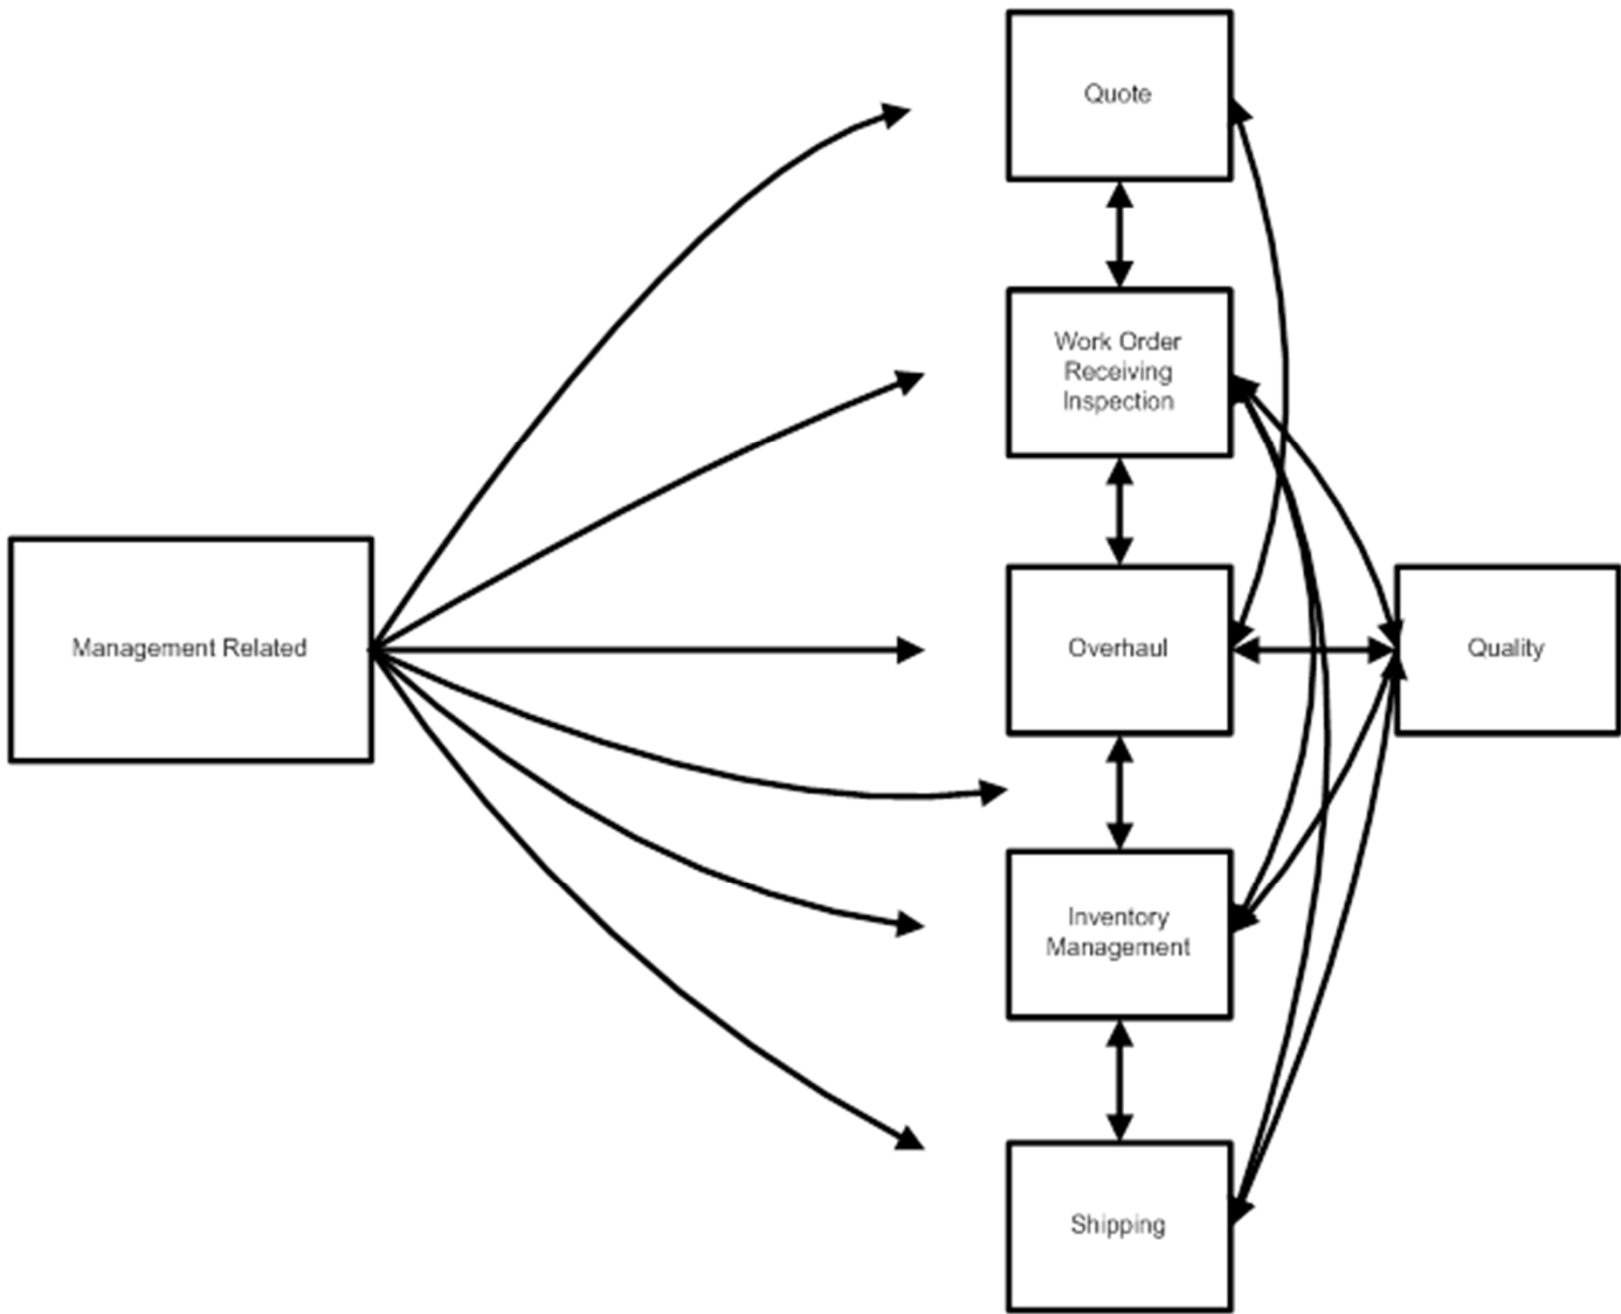 Quote
Work Order
Receiving
Inspection
Management Related
Overhaul
Quality
Inventory
Management
Shipping